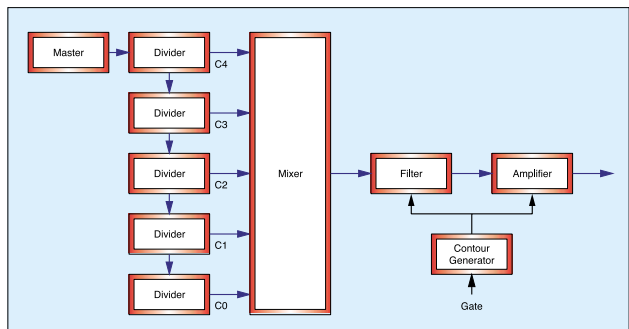 Master
Divider
C4
Divider
C3
Divider
C2
Divider
C1
Divider
C0
Mixer
Filter
Amplifier
Contour
Generator
Gate